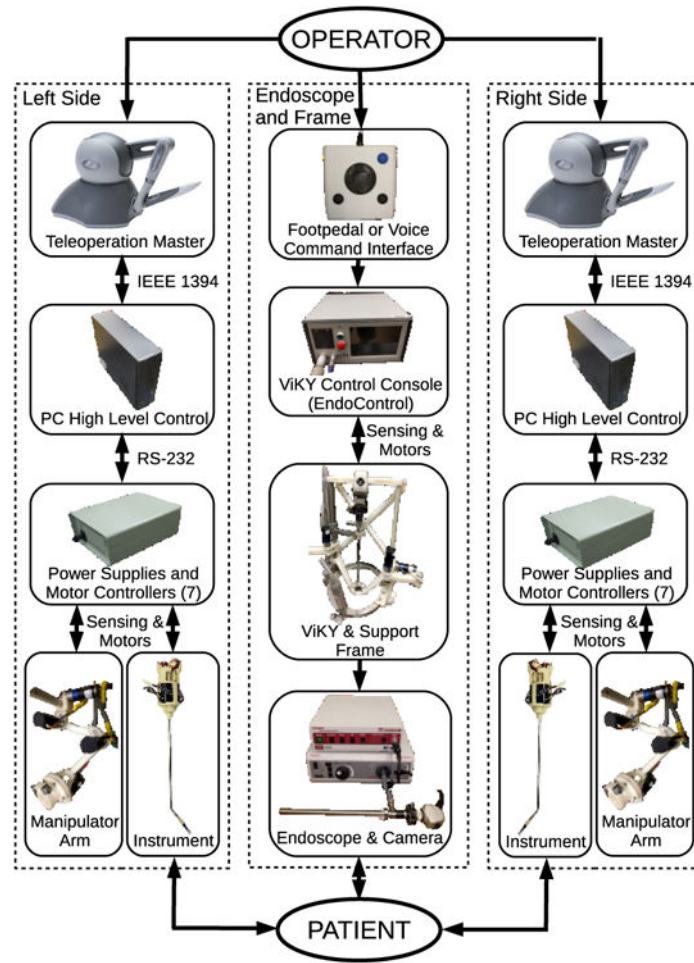 OPERATOR
Left Side
Teleoperation Master
IEEE 1394
PC High Level Control
RS-232
Power Supplies and
Motor Controllers (7)
Sensing &
Motors
Manipulator
Arm
Instrument
Endoscope
and Frame
Footpedal or Voice
Command Interface
ViKY Control Console
(EndoControl)
Sensing &
Motors
ViKY & Support
Frame
Endoscope & Camera
Right Side
Teleoperation Master
IEEE 1394
PC High Level Control
RS-232
Power Supplies and
Motor Controllers (7)
Sensing &
Motors
Instrument
Manipulator
Arm
PATIENT